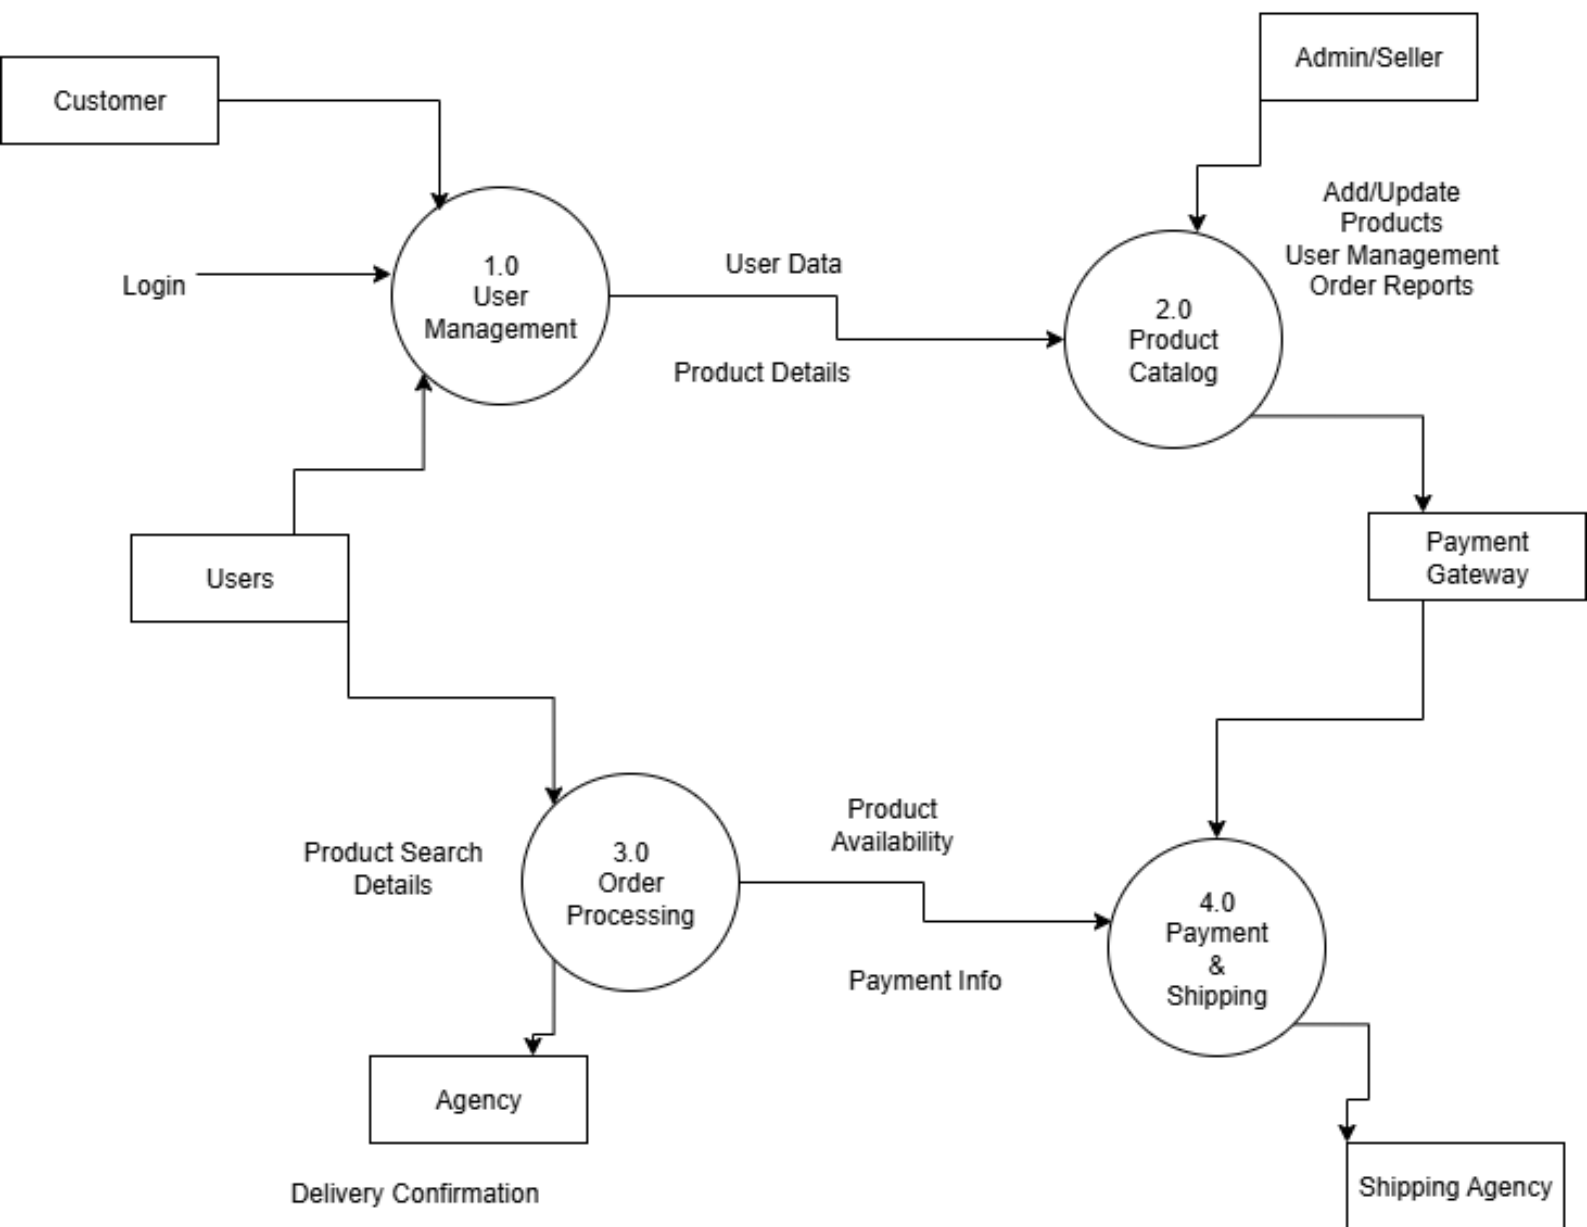 Admin/Seller
Customer
Add/Update
Products
User Management
Order Reports
User Data
1.0
User
Management
Login
2.0
Product
Catalog
Product Details
Payment
Gateway
Users
Product
Availability
Product Search
Details
3.0
Order
Processing
4.0
Payment
&
Shipping
Payment Info
Agency
Delivery Confirmation
Shipping Agency